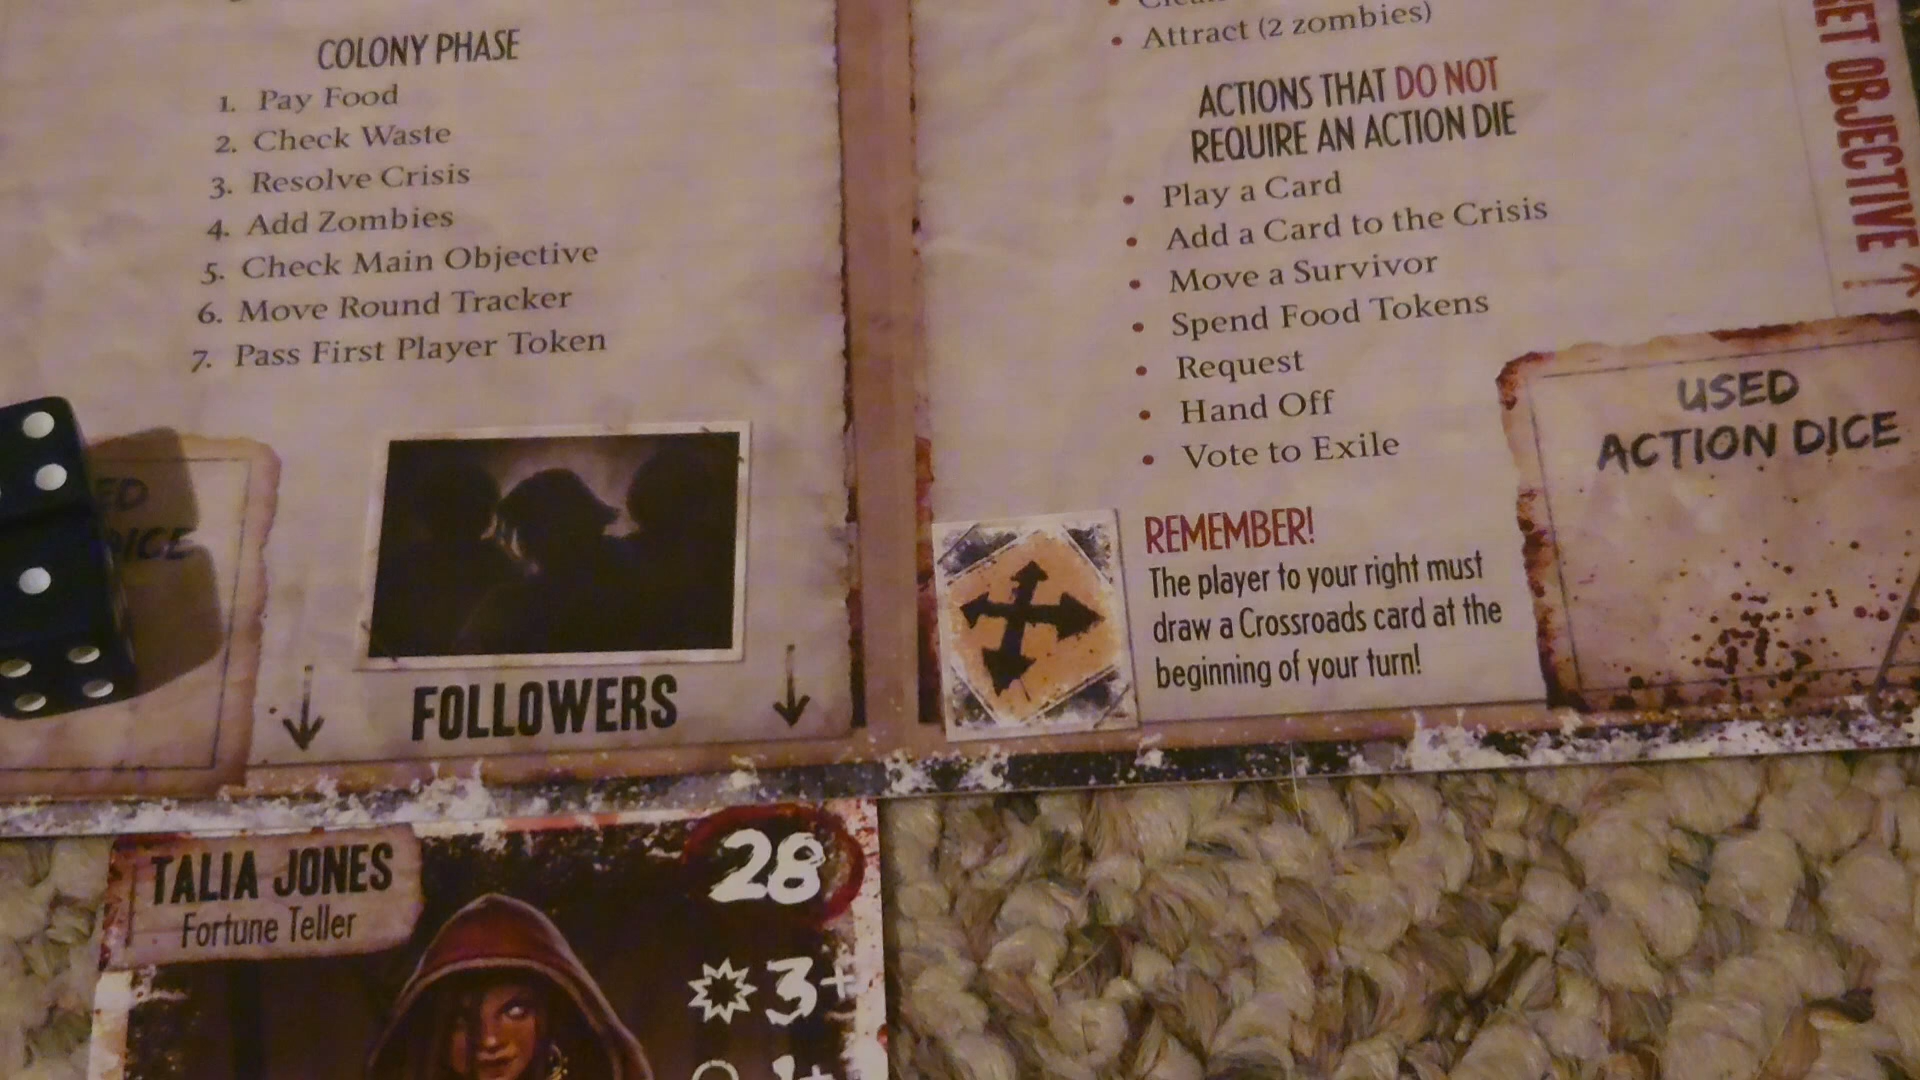 COLONY PHASE
1. Pay Food
2. Check Waste
3. Resolve Crisis
4. Add Zombies
5. Check Main Objective
6. Move Round Tracker
7. Pass First Player Token
FOLLOWERS
• Attract (2 zombies)
ACTIONS THAT DO NOT
REQUIRE AN ACTION DIE
• Play a Card
• Add a Card to the Crisis
• Move a Survivor
• Spend Food Tokens
• Request
• Hand Off
• Vote to Exile
REMEMBER!
The player to your right must
draw a Crossroads card at the
beginning of your turn!
OBJECTIVE
USED
ACTION DICE
DICE
TALIA JONES
Fortune Teller
28
3+
1+